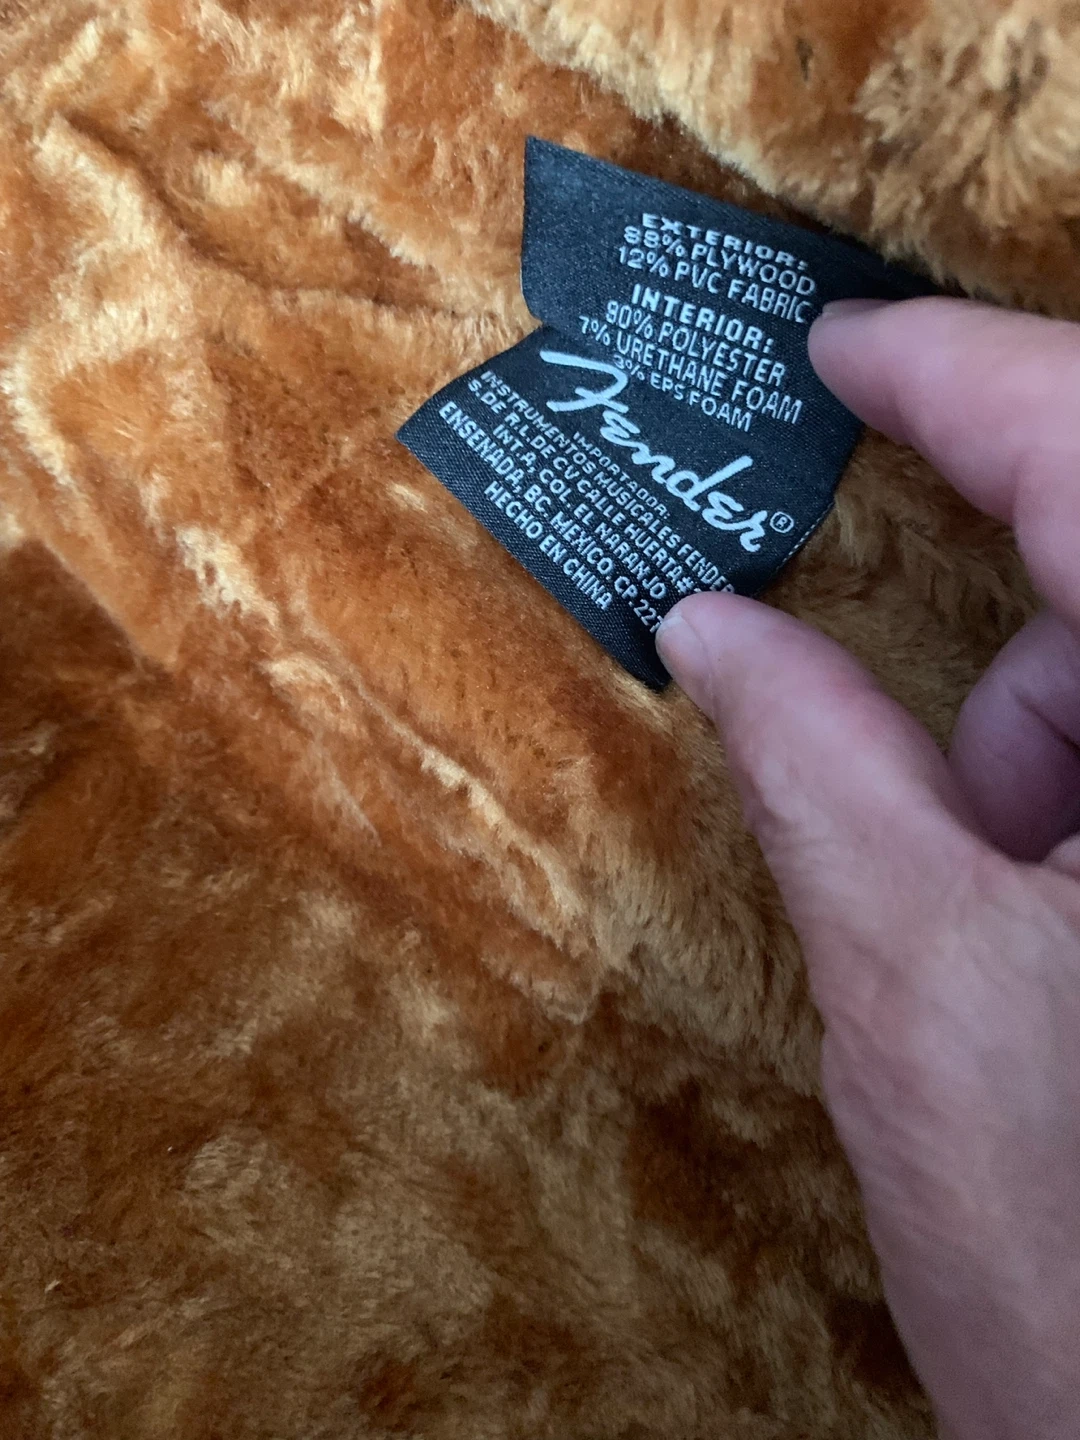 EXTERIOR:
88% PLYWOOD
12% PVC FABRIC
INTERIOR:
90% POLYESTER
7% URETHANE FOAM
3% EPS FOAM
Fender®
IMPORTADOR:
INSTRUMENTOS MUSICALES FENDER
S.DE R.L.DE CV CALLE HUERTA #
INT.A, COL. EL NARANJO
ENSENADA, BC, MEXICO, CP. 227
HECHO EN CHINA